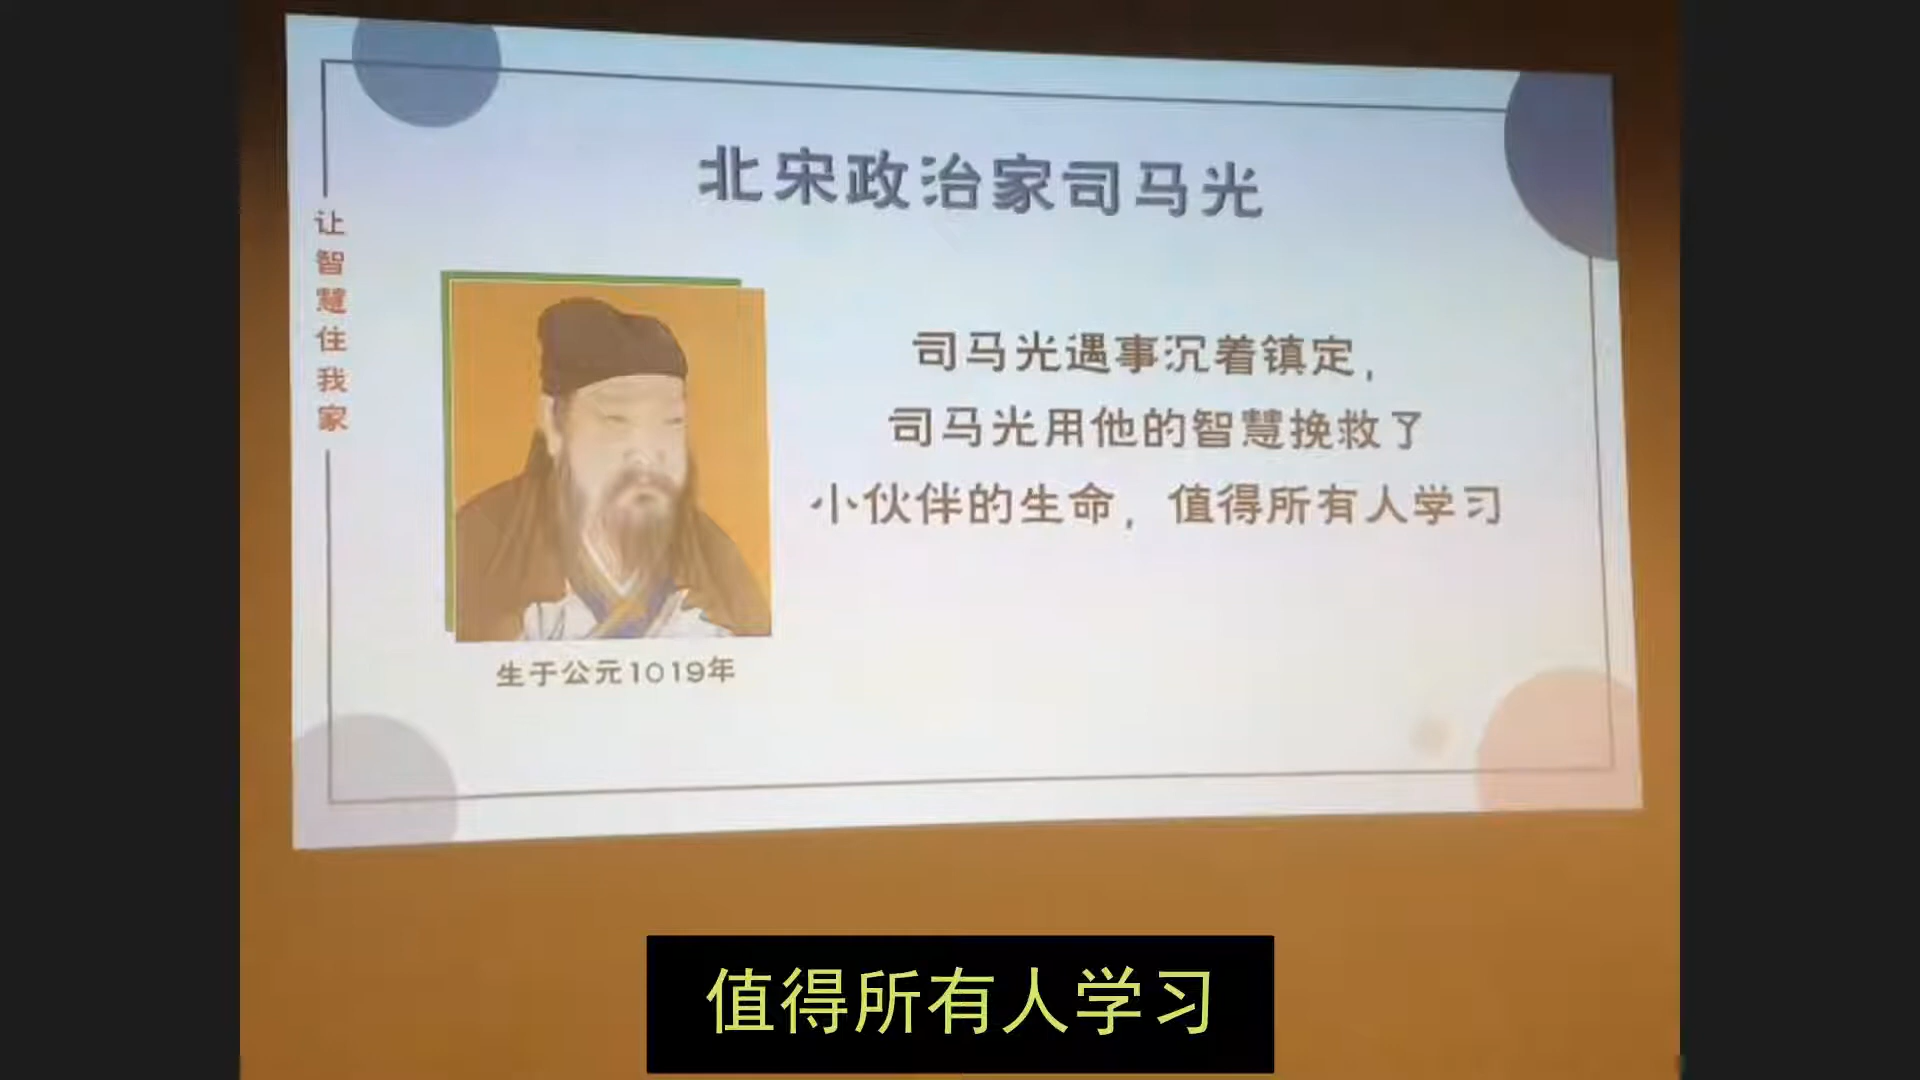 北宋政治家司马光
让智慧住我家
司马光遇事沉着镇定，
司马光用他的智慧挽救了
小伙伴的生命，值得所有人学习
生于公元1019年
值得所有人学习